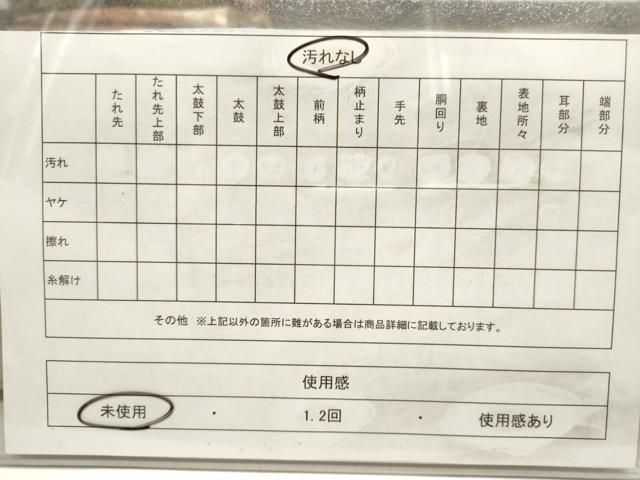 汚れなし
たれ先 たれ先上部 太鼓下部 太鼓 太鼓上部 前柄 柄止まり 手先 胴回り 裏地 表地所々 耳部分 端部分
汚れ
ヤケ
擦れ
糸解け
その他 ※上記以外の箇所に難がある場合は商品詳細に記載しております。
使用感
未使用 ・ 1.2回 ・ 使用感あり